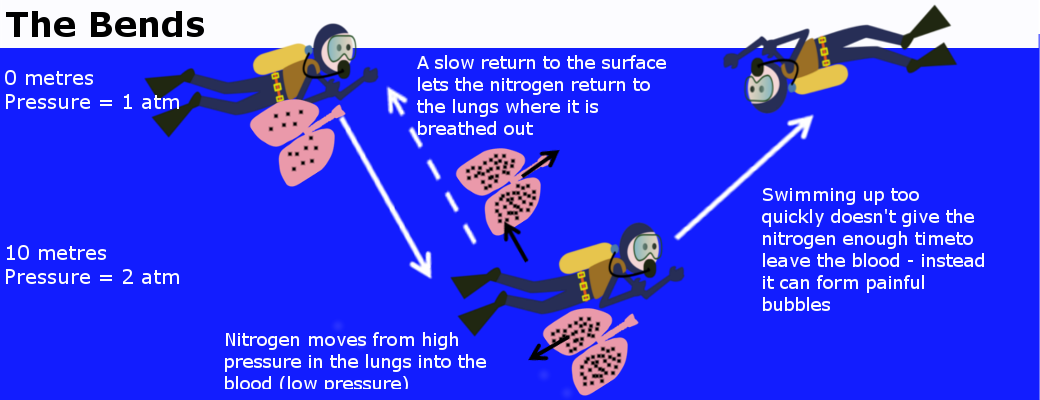 The Bends
0 metres
Pressure = 1 atm
A slow return to the surface
lets the nitrogen return to
the lungs where it is
breathed out
Swimming up too
quickly doesn't give the
nitrogen enough timeto
leave the blood - instead
it can form painful
bubbles
10 metres
Pressure = 2 atm
Nitrogen moves from high
pressure in the lungs into the
blood (low pressure)